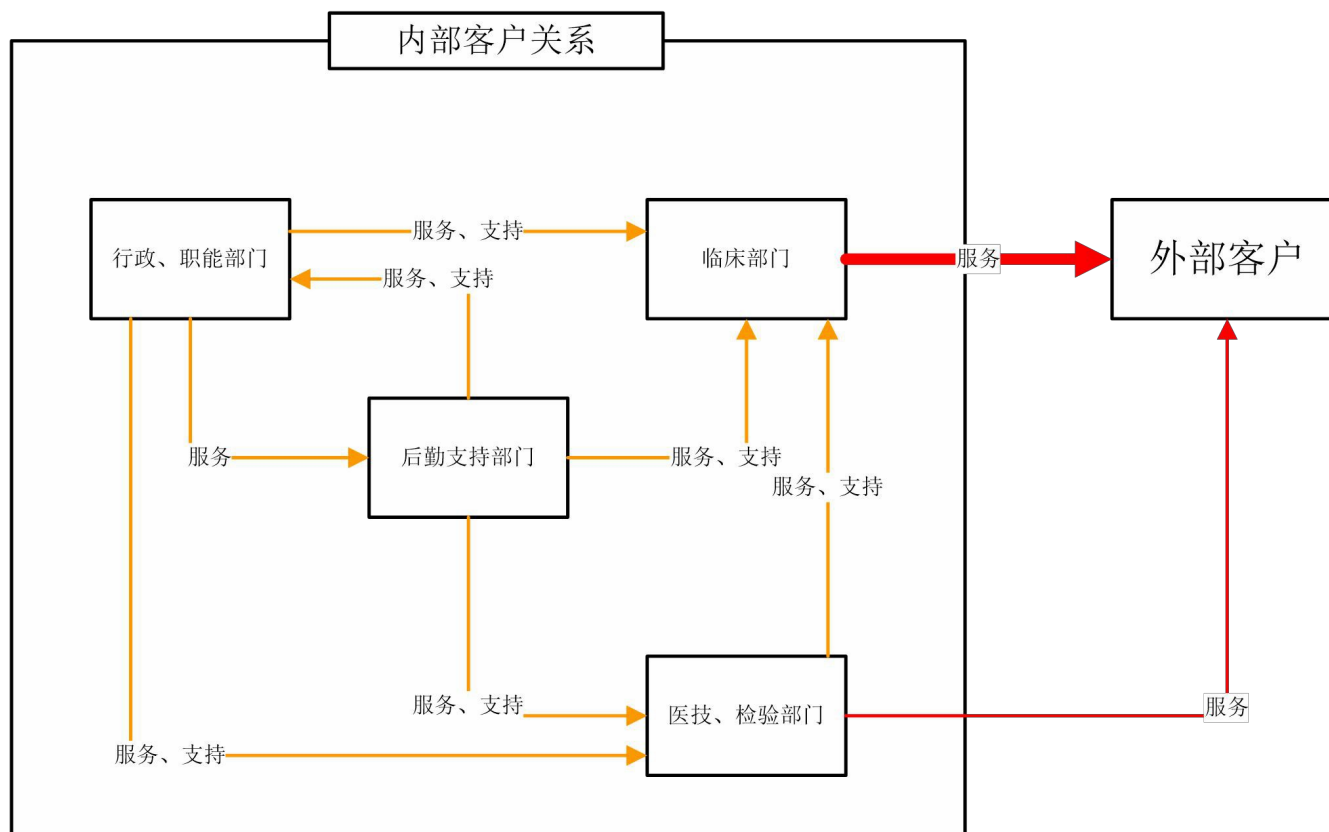 内部客户关系
行政、职能部门
服务、支持
临床部门
服务
外部客户
服务、支持
服务
后勤支持部门
服务、支持
服务、支持
服务、支持
医技、检验部门
服务
服务、支持